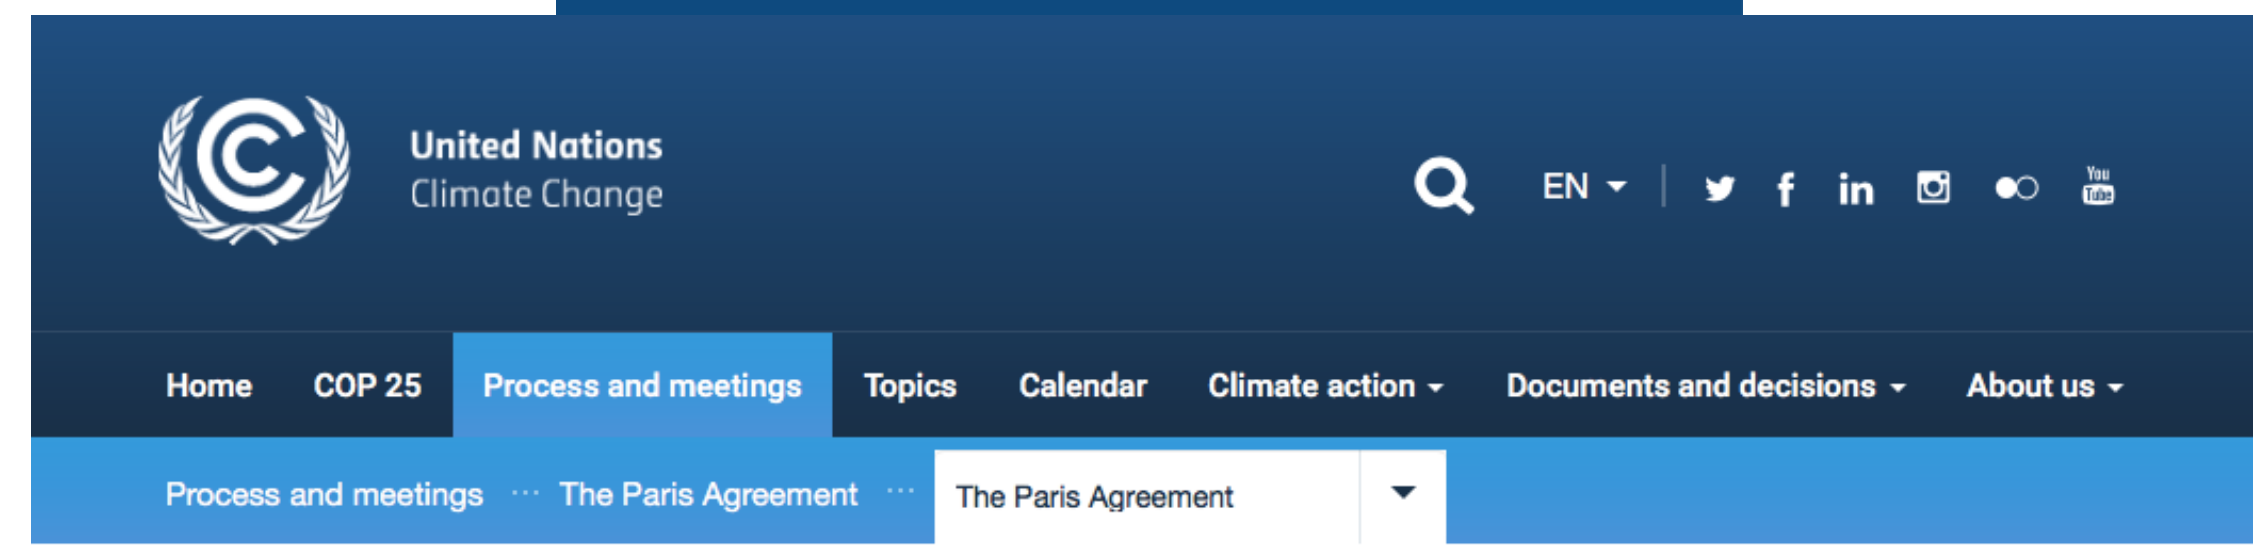 United Nations
Climate Change
EN
You
Tube
Home COP 25 Process and meetings Topics Calendar Climate action Documents and decisions About us
Process and meetings ... The Paris Agreement ... The Paris Agreement